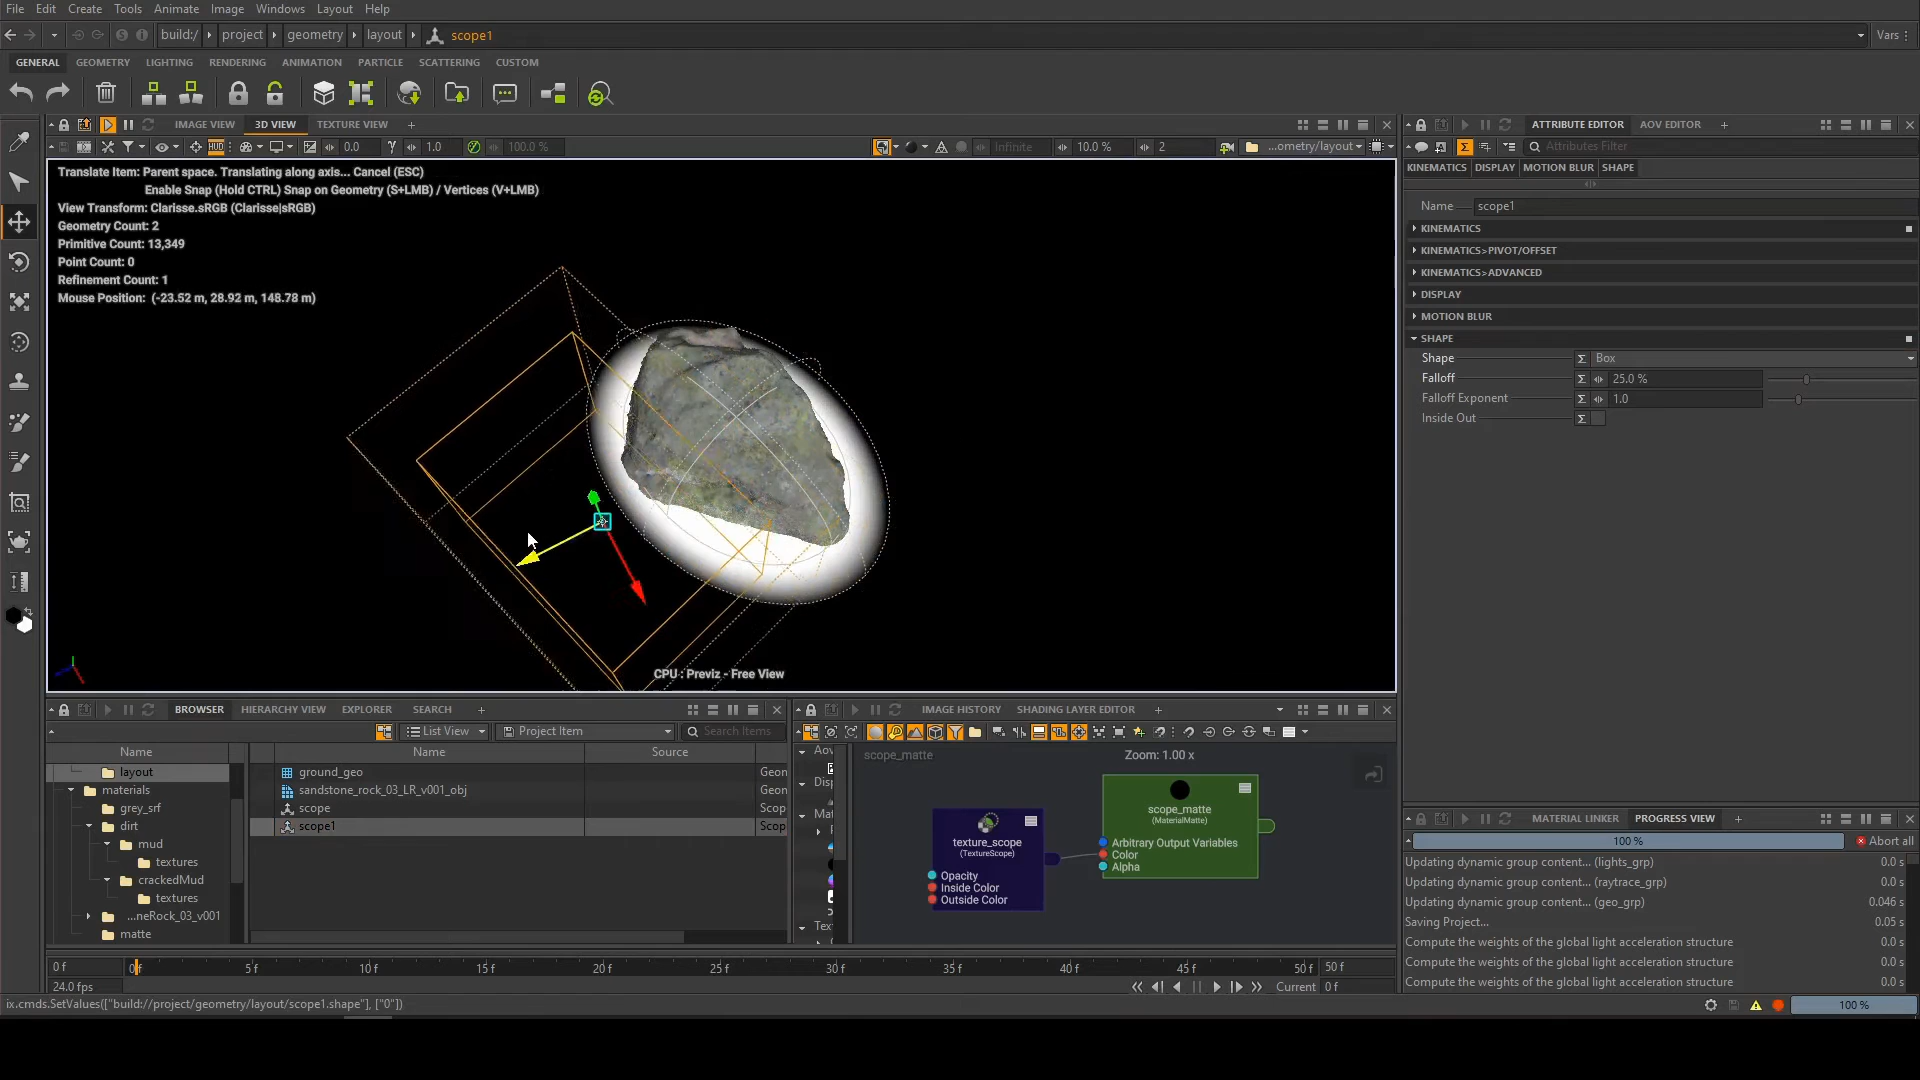 File Edit Create Tools Animate Image Windows Layout Help
build:/ project geometry layout scope1 Vars
GENERAL GEOMETRY LIGHTING RENDERING ANIMATION PARTICLE SCATTERING CUSTOM
IMAGE VIEW 3D VIEW TEXTURE VIEW +
HUD 0.0 γ 1.0 100.0 % Infinite 10.0 % 2 ...ometry/layout
Translate Item: Parent space. Translating along axis... Cancel (ESC)
Enable Snap (Hold CTRL) Snap on Geometry (S+LMB) / Vertices (V+LMB)
View Transform: Clarisse.sRGB (Clarisse|sRGB)
Geometry Count: 2
Primitive Count: 13,349
Point Count: 0
Refinement Count: 1
Mouse Position: (-23.52 m, 28.92 m, 148.78 m)
CPU : Previz - Free View
ATTRIBUTE EDITOR AOV EDITOR +
Attributes Filter
KINEMATICS DISPLAY MOTION BLUR SHAPE
Name scope1
KINEMATICS
KINEMATICS>PIVOT/OFFSET
KINEMATICS>ADVANCED
DISPLAY
MOTION BLUR
SHAPE
Shape Box
Falloff 25.0 %
Falloff Exponent 1.0
Inside Out
BROWSER HIERARCHY VIEW EXPLORER SEARCH +
List View Project Item Search Items
Name Name Source
layout
materials
grey_srf
dirt
mud
textures
crackedMud
textures
...neRock_03_v001
matte
ground_geo Geon
sandstone_rock_03_LR_v001_obj Geon
scope Scop
scope1 Scop
IMAGE HISTORY SHADING LAYER EDITOR +
Aov
Disp
Mat
Tex
scope_matte Zoom: 1.00 x
texture_scope
(TextureScope)
Opacity
Inside Color
Outside Color
scope_matte
(MaterialMatte)
Arbitrary Output Variables
Color
Alpha
MATERIAL LINKER PROGRESS VIEW +
100 % Abort all
Updating dynamic group content... (lights_grp) 0.0 s
Updating dynamic group content... (raytrace_grp) 0.0 s
Updating dynamic group content... (geo_grp) 0.046 s
Saving Project... 0.05 s
Compute the weights of the global light acceleration structure 0.0 s
Compute the weights of the global light acceleration structure 0.0 s
Compute the weights of the global light acceleration structure 0.0 s
0 f 0 f 5 f 10 f 15 f 20 f 25 f 30 f 35 f 40 f 45 f 50 f 50 f
24.0 fps Current 0 f
ix.cmds.SetValues(["build://project/geometry/layout/scope1.shape"], ["0"]) 100 %